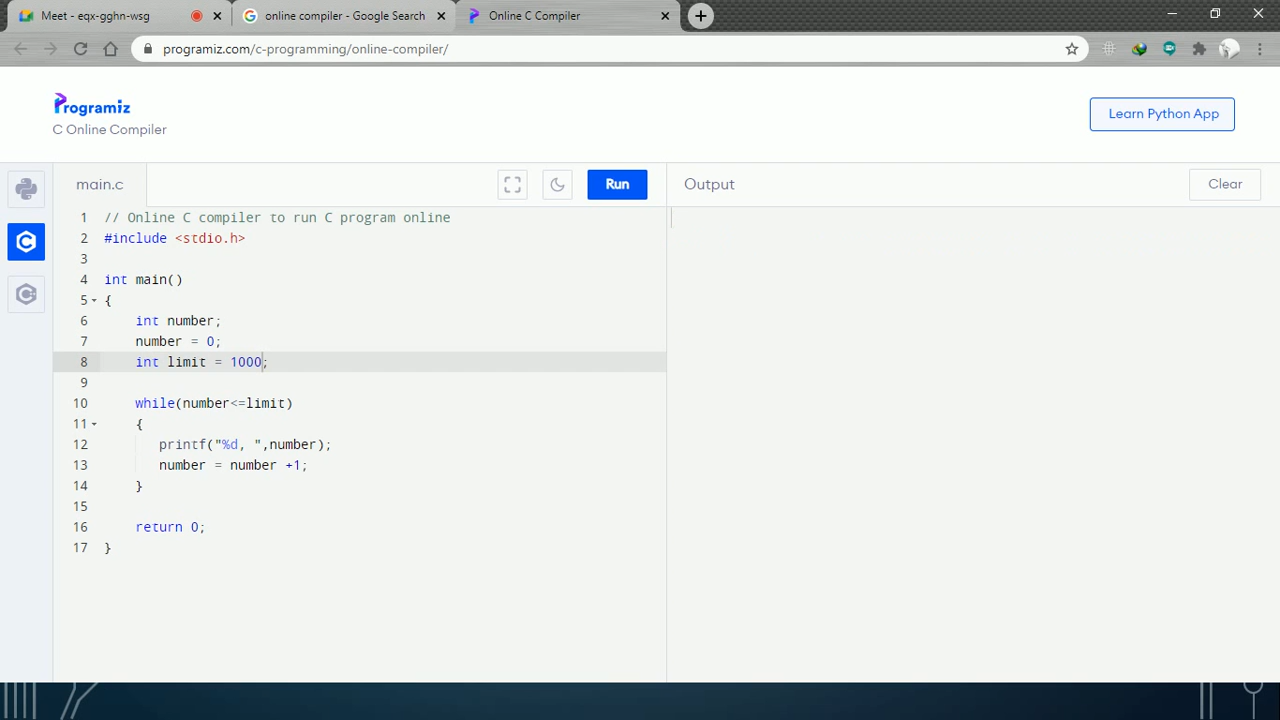 Meet - eqx-gghn-wsg
online compiler - Google Search
Online C Compiler
programiz.com/c-programming/online-compiler/
Programiz
C Online Compiler
Learn Python App
main.c
Run
Output
Clear
1 // Online C compiler to run C program online
2 #include <stdio.h>
3
4 int main()
5 {
6     int number;
7     number = 0;
8     int limit = 1000;
9
10     while(number<=limit)
11     {
12        printf("%d, ",number);
13        number = number +1;
14     }
15
16     return 0;
17 }